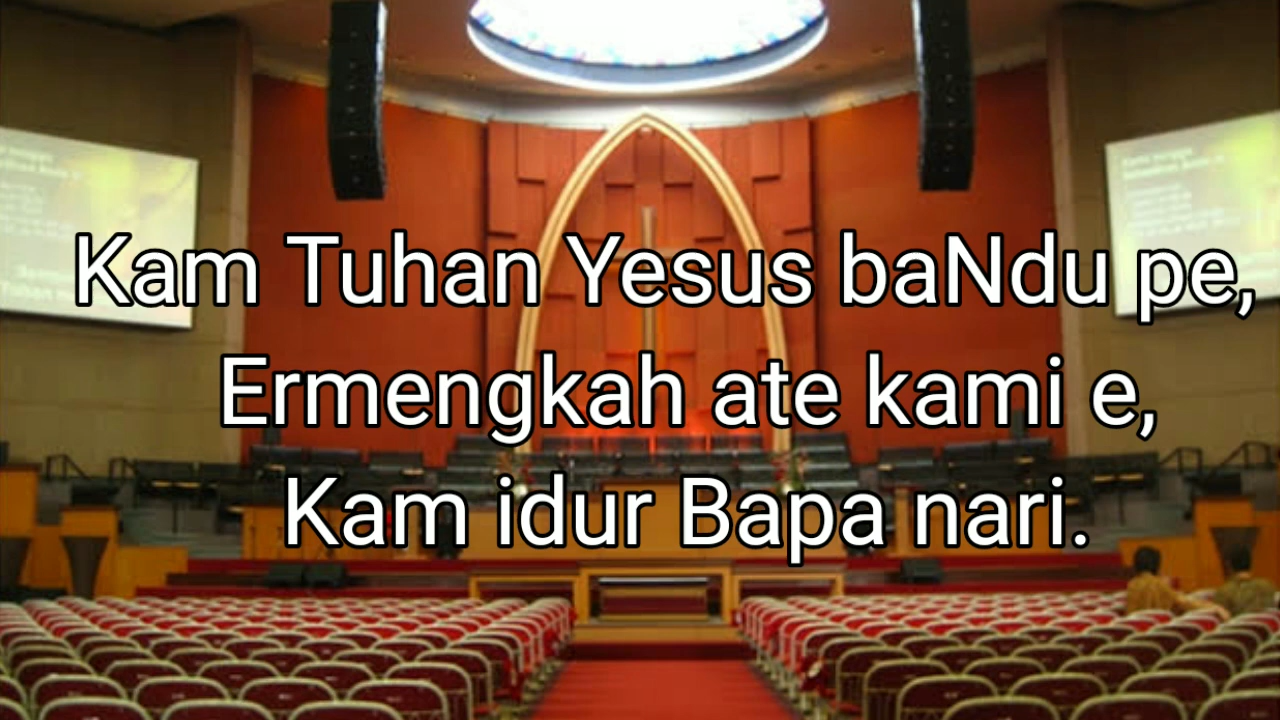 Kam Tuhan Yesus baNdu pe,
Ermengkah ate kami e,
Kam idur Bapa nari.